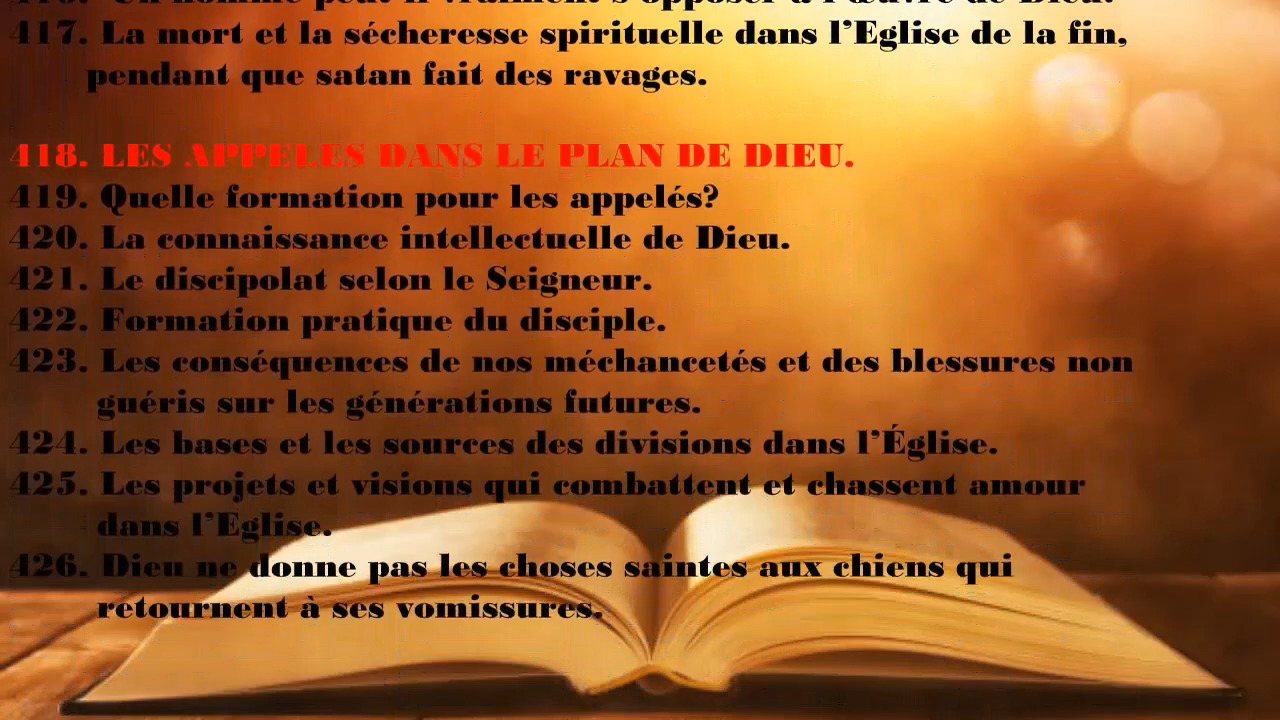 417. La mort et la sécheresse spirituelle dans l'Eglise de la fin,
pendant que satan fait des ravages.
418. LES APPELES DANS LE PLAN DE DIEU.
419. Quelle formation pour les appelés?
420. La connaissance intellectuelle de Dieu.
421. Le discipolat selon le Seigneur.
422. Formation pratique du disciple.
423. Les conséquences de nos méchancetés et des blessures non
guéris sur les générations futures.
424. Les bases et les sources des divisions dans l'Église.
425. Les projets et visions qui combattent et chassent amour
dans l'Eglise.
426. Dieu ne donne pas les choses saintes aux chiens qui
retournent à ses vomissures.